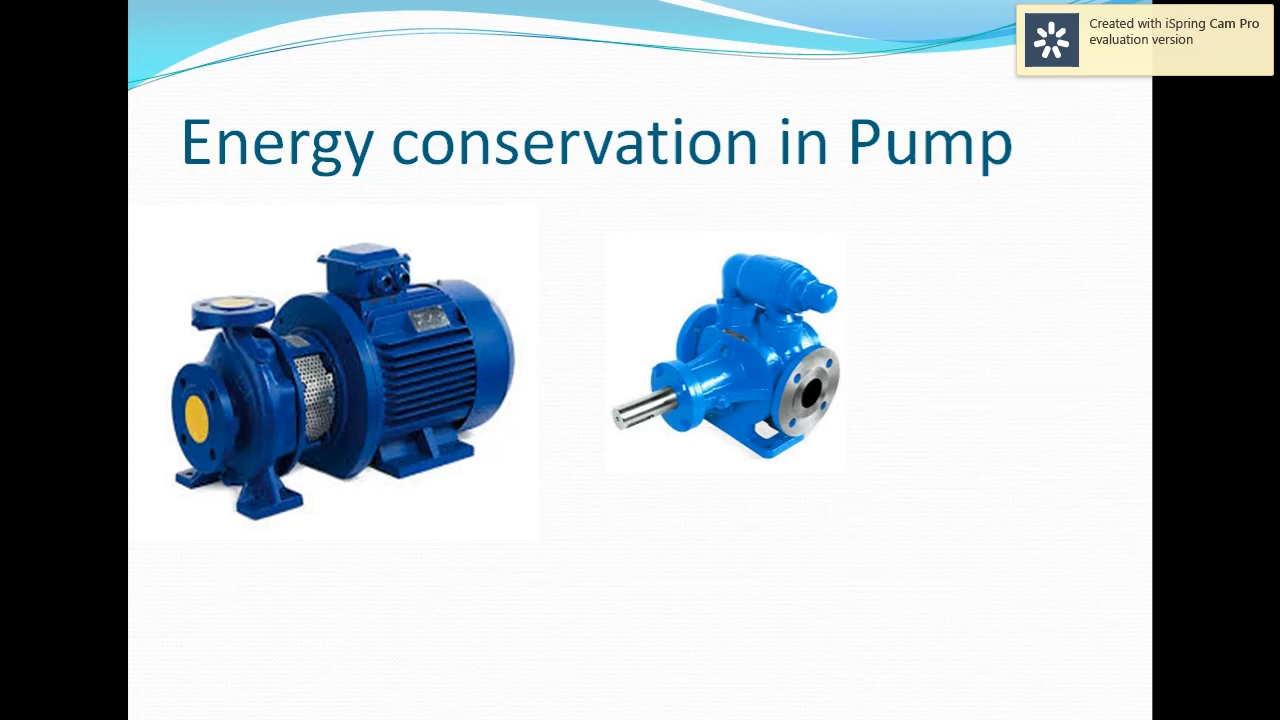 Created with iSpring Cam Pro
evaluation version
Energy conservation in Pump